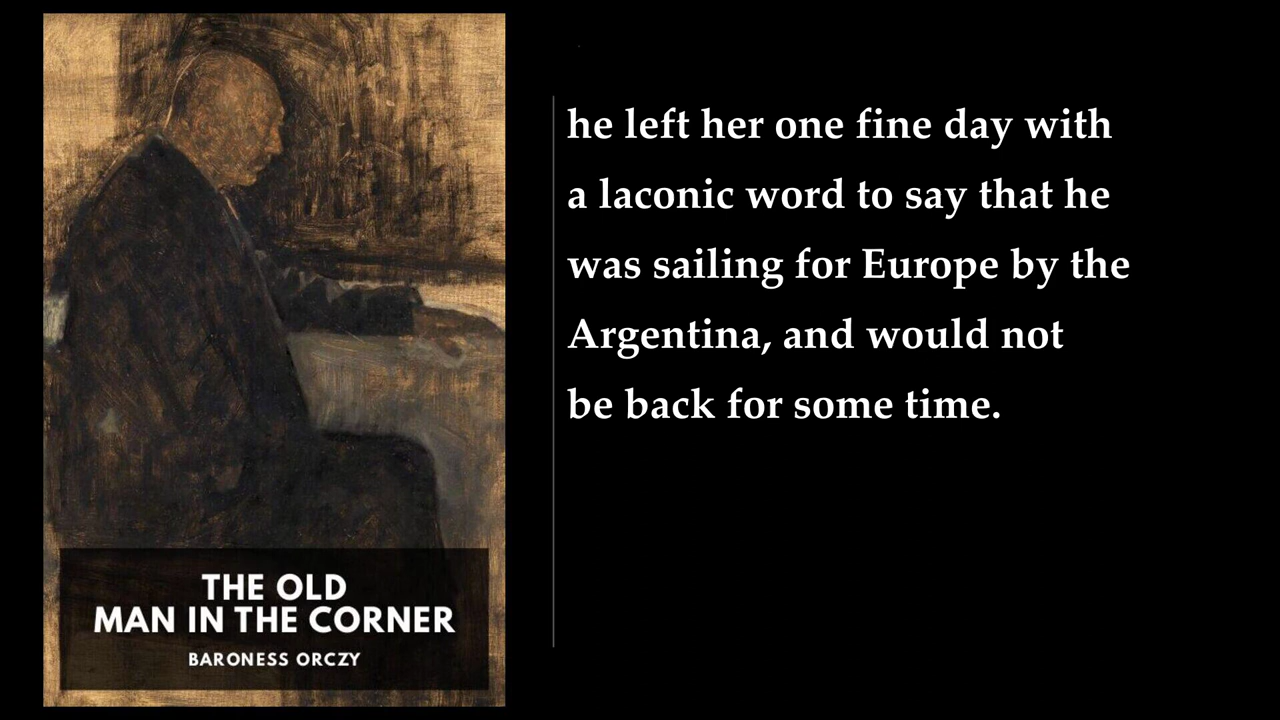 he left her one fine day with
a laconic word to say that he
was sailing for Europe by the
Argentina, and would not
be back for some time.
THE OLD
MAN IN THE CORNER
BARONESS ORCZY